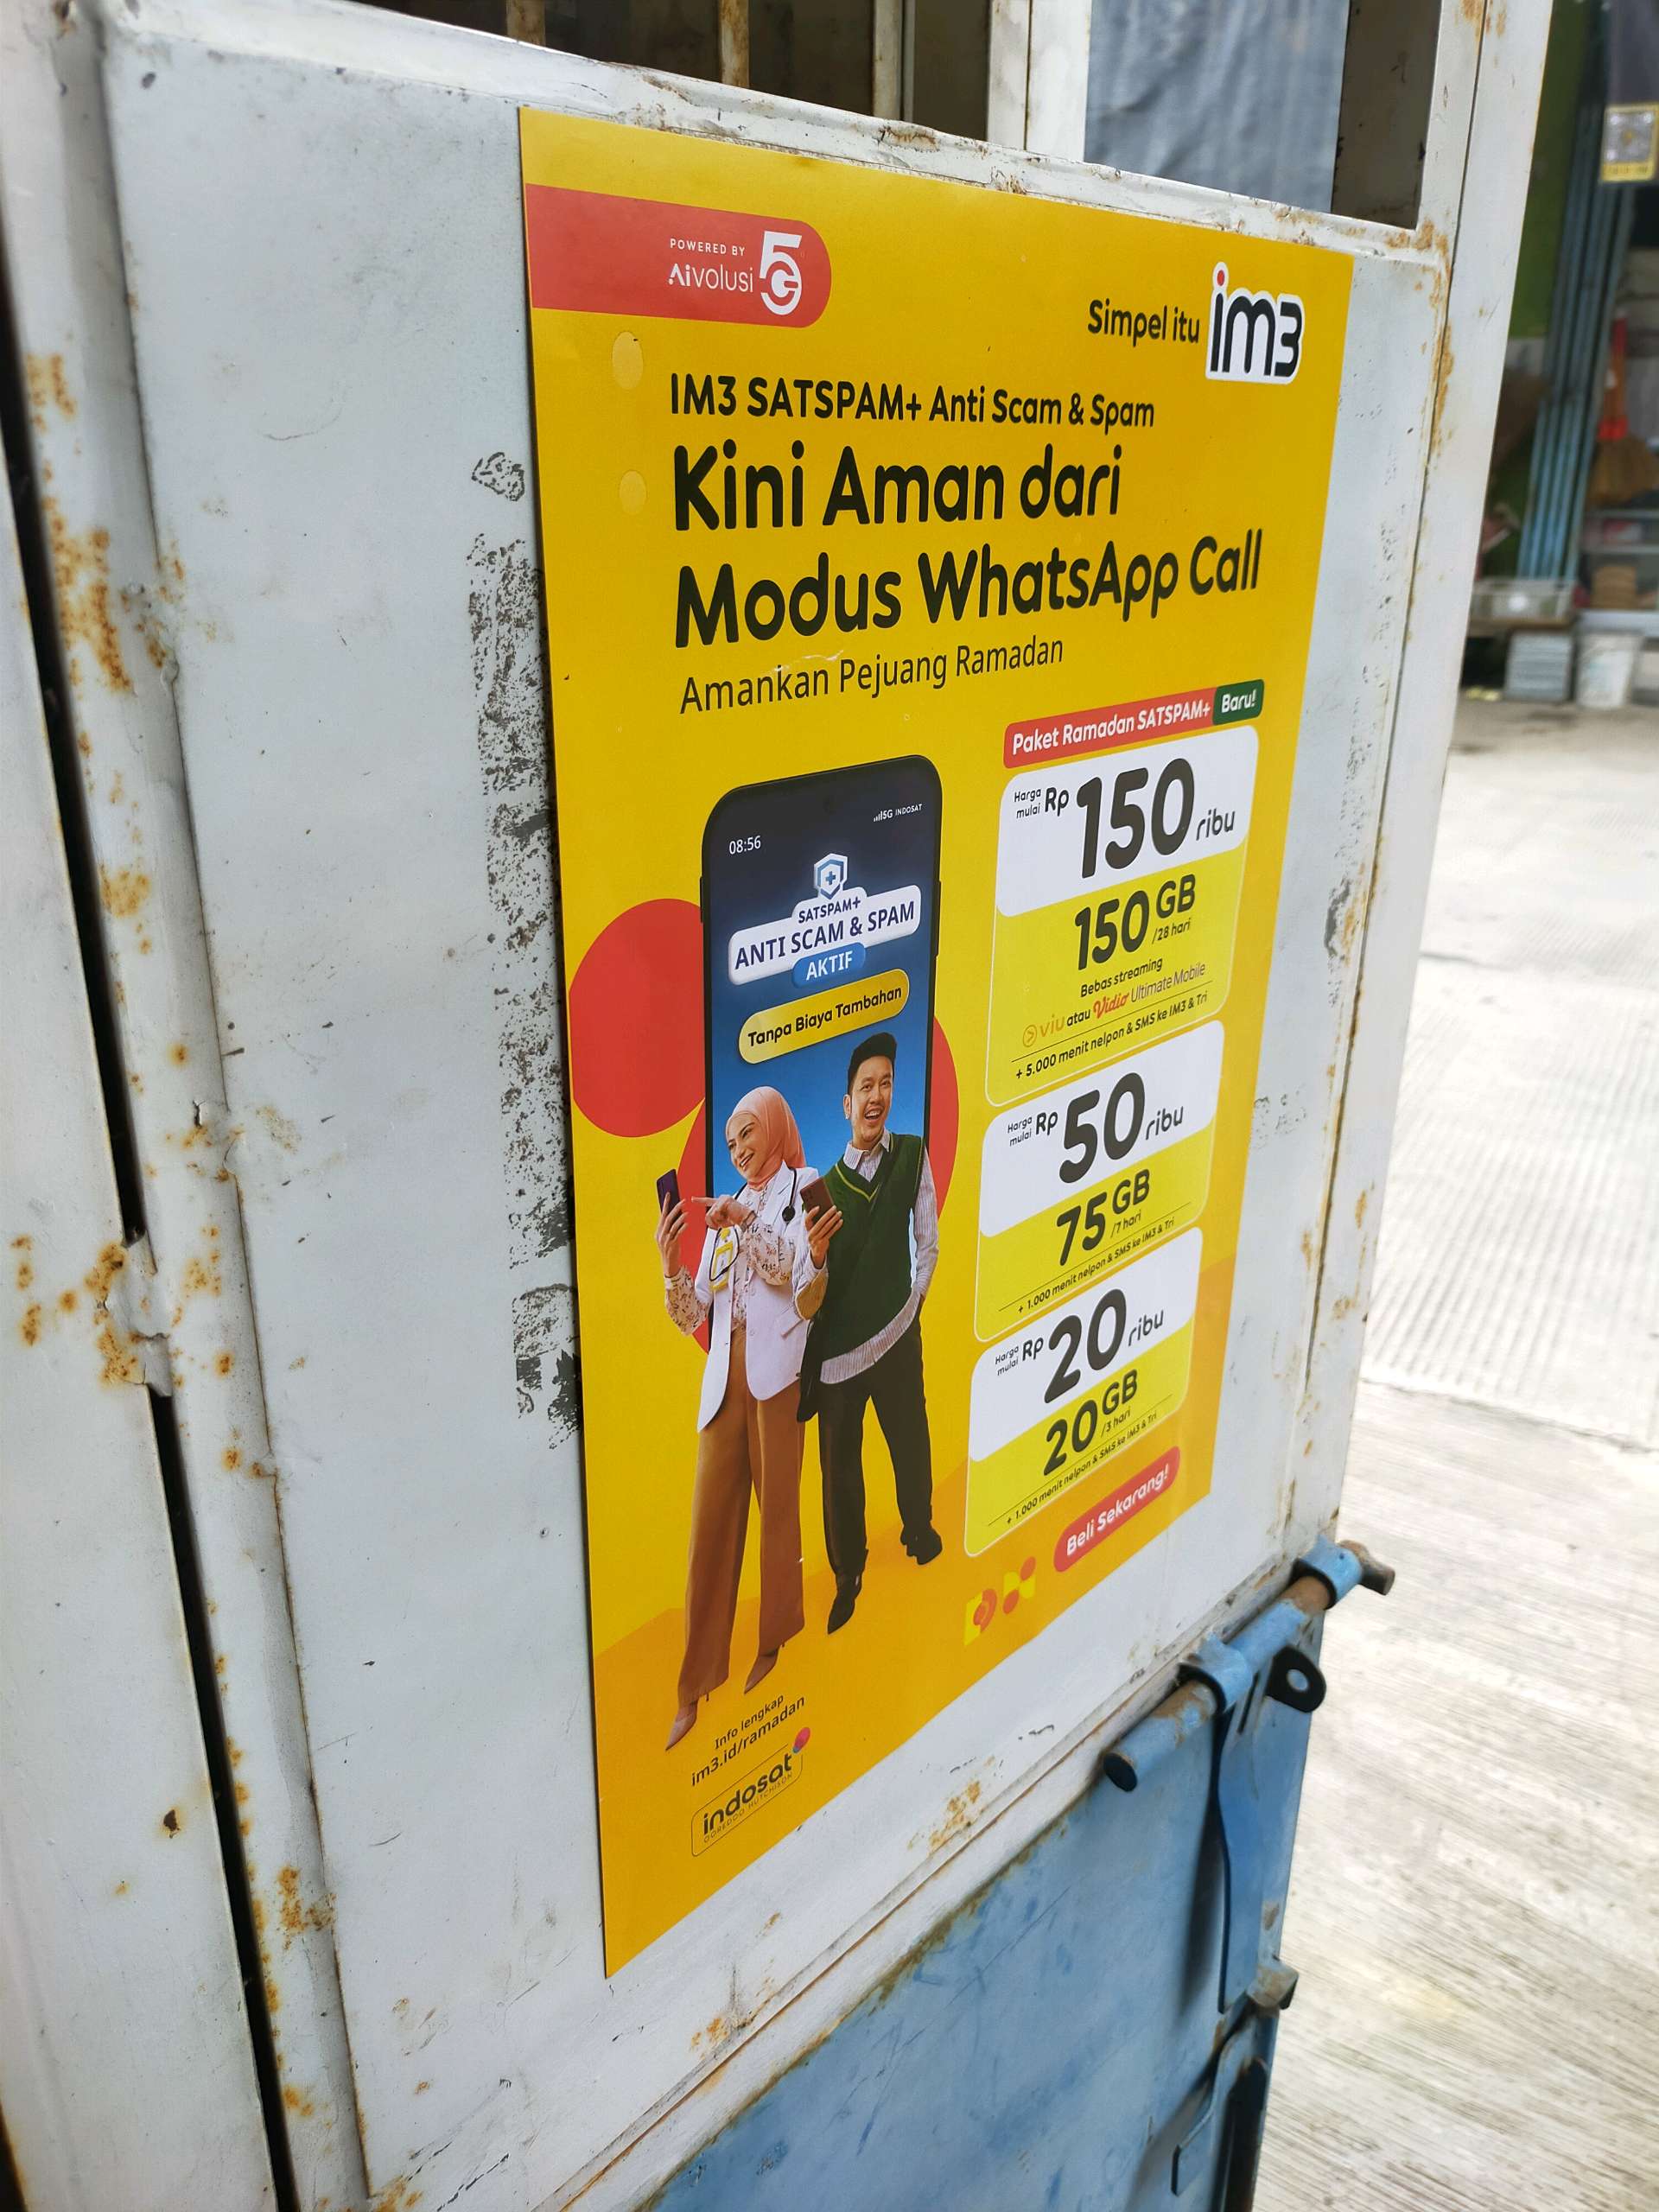 POWERED BY
Aivolusi 5G
Simpel itu im3
IM3 SATSPAM+ Anti Scam & Spam
Kini Aman dari
Modus WhatsApp Call
Amankan Pejuang Ramadan
Paket Ramadan SATSPAM+ Baru!
Harga mulai Rp 150 ribu
150 GB /28 hari
Bebas streaming
viu atau Vidio Ultimate Mobile
+ 5.000 menit nelpon & SMS ke IM3 & Tri
Harga mulai Rp 50 ribu
75 GB /7 hari
+ 1.000 menit nelpon & SMS ke IM3 & Tri
Harga mulai Rp 20 ribu
20 GB /3 hari
+ 1.000 menit nelpon & SMS ke IM3 & Tri
Beli Sekarang!
08:56
5G INDOSAT
SATSPAM+
ANTI SCAM & SPAM
AKTIF
Tanpa Biaya Tambahan
Info lengkap
im3.id/ramadan
indosat
OOREDOO HUTCHISON